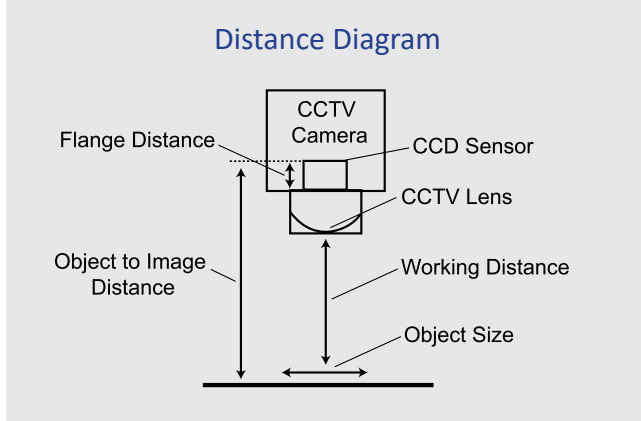 Distance Diagram
CCTV
Camera
Flange Distance
CCD Sensor
CCTV Lens
Object to Image
Distance
Working Distance
Object Size